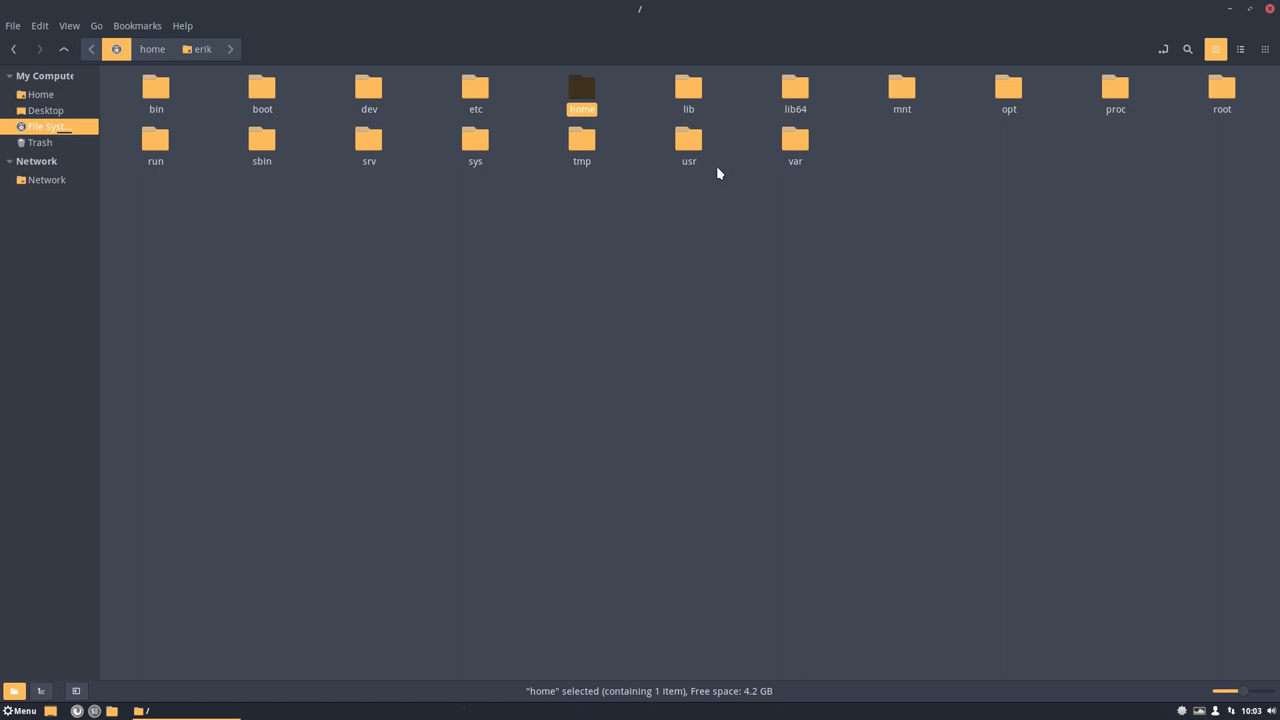 /
File Edit View Go Bookmarks Help
home erik
My Compute
Home
Desktop
File Syst...
Trash
Network
Network
bin boot dev etc home lib lib64 mnt opt proc root
run sbin srv sys tmp usr var
"home" selected (containing 1 item), Free space: 4.2 GB
Menu / 10:03